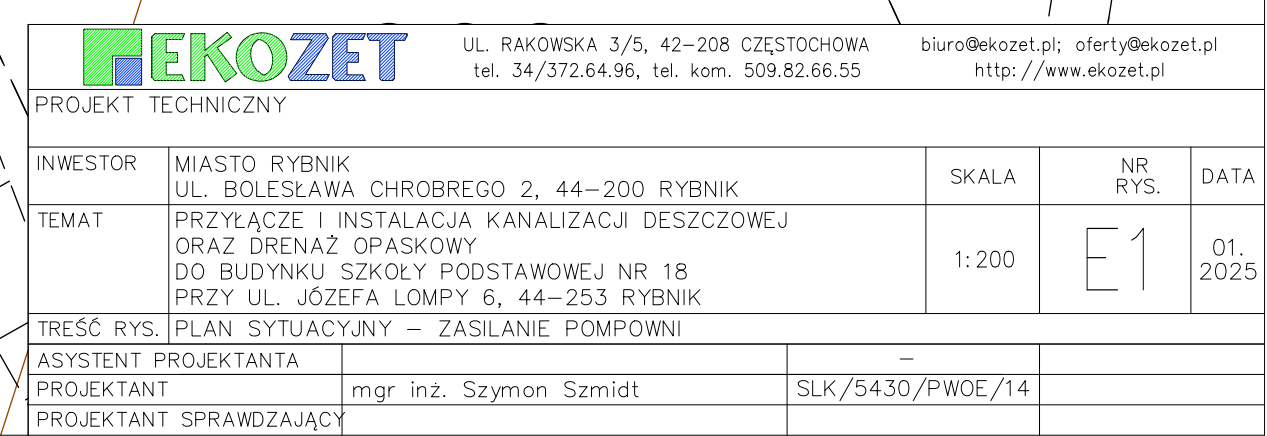 EKOZET
UL. RAKOWSKA 3/5, 42-208 CZĘSTOCHOWA
tel. 34/372.64.96, tel. kom. 509.82.66.55
biuro@ekozet.pl; oferty@ekozet.pl
http://www.ekozet.pl
PROJEKT TECHNICZNY
INWESTOR
MIASTO RYBNIK
UL. BOLESŁAWA CHROBREGO 2, 44-200 RYBNIK
SKALA
NR
RYS.
DATA
TEMAT
PRZYŁĄCZE I INSTALACJA KANALIZACJI DESZCZOWEJ
ORAZ DRENAŻ OPASKOWY
DO BUDYNKU SZKOŁY PODSTAWOWEJ NR 18
PRZY UL. JÓZEFA LOMPY 6, 44-253 RYBNIK
1:200
E1
01.
2025
TREŚĆ RYS.
PLAN SYTUACYJNY – ZASILANIE POMPOWNI
ASYSTENT PROJEKTANTA
–
PROJEKTANT
mgr inż. Szymon Szmidt
SLK/5430/PWOE/14
PROJEKTANT SPRAWDZAJĄCY